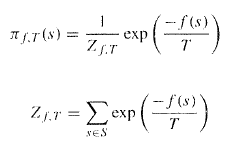 π_{f,T}(s) = \frac{1}{Z_{f,T}} \exp\left(\frac{-f(s)}{T}\right)
Z_{f,T} = \sum_{s \in S} \exp\left(\frac{-f(s)}{T}\right)